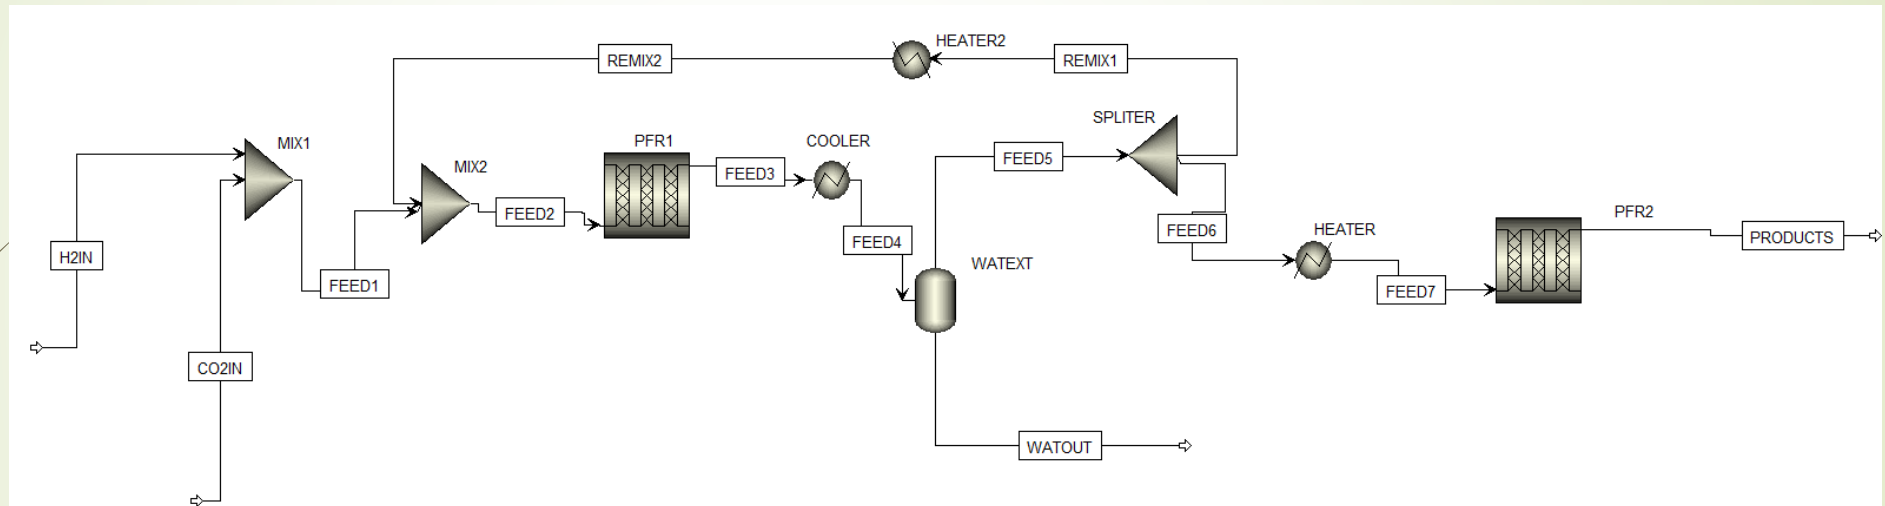 HEATER2
REMIX2
REMIX1
SPLITER
MIX1
PFR1
COOLER
MIX2
FEED5
FEED3
FEED2
PFR2
FEED6
HEATER
PRODUCTS
FEED4
H2IN
WATEXT
FEED1
FEED7
CO2IN
WATOUT